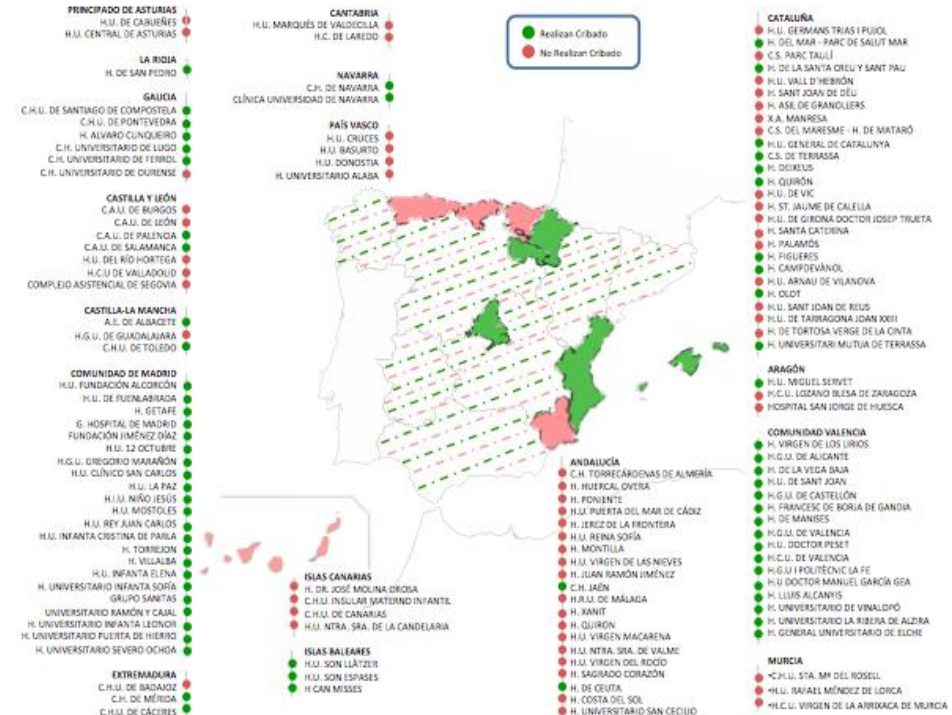 PRINCIPADO DE ASTURIAS
H.U. DE CABUEÑES
H.U. CENTRAL DE ASTURIAS
LA RIOJA
H. DE SAN PEDRO
GALICIA
C.H.U. DE SANTIAGO DE COMPOSTELA
C.H.U. DE PONTEVEDRA
H. ALVARO CUNQUEIRO
C.H. UNIVERSITARIO DE LUGO
C.H. UNIVERSITARIO DE FERROL
C.H. UNIVERSITARIO DE OURENSE
CASTILLA Y LEÓN
C.A.U. DE BURGOS
C.A.U. DE LEÓN
C.A.U. DE PALENCIA
C.A.U. DE SALAMANCA
H.U. DEL RÍO HORTEGA
H.C.U DE VALLADOLID
COMPLEJO ASISTENCIAL DE SEGOVIA
CASTILLA-LA MANCHA
A.E. DE ALBACETE
H.G.U. DE GUADALAJARA
C.H.U. DE TOLEDO
COMUNIDAD DE MADRID
H.U. FUNDACIÓN ALCORCÓN
H.U. DE FUENLABRADA
H. GETAFE
G. HOSPITAL DE MADRID
FUNDACIÓN JIMÉNEZ DÍAZ
H.U. 12 OCTUBRE
H.G.U. GREGORIO MARAÑÓN
H.U. CLÍNICO SAN CARLOS
H.U. LA PAZ
H.I.U. NIÑO JESÚS
H.U. MOSTOLES
H.U. REY JUAN CARLOS
H.U. INFANTA CRISTINA DE PARLA
H. TORREJON
H. VILLALBA
H.U. INFANTA ELENA
H. UNIVERSITARIO INFANTA SOFÍA
GRUPO SANITAS
UNIVERSITARIO RAMÓN Y CAJAL
H. UNIVERSITARIO INFANTA LEONOR
H. UNIVERSITARIO PUERTA DE HIERRO
H. UNIVERSITARIO SEVERO OCHOA
EXTREMADURA
C.H.U. DE BADAJOZ
C.H. DE MÉRIDA
C.H.U. DE CÁCERES
CANTABRIA
H.U. MARQUÉS DE VALDECILLA
H.C. DE LAREDO
NAVARRA
C.H. DE NAVARRA
CLÍNICA UNIVERSIDAD DE NAVARRA
PAÍS VASCO
H.U. CRUCES
H.U. BASURTO
H.U. DONOSTIA
H. UNIVERSITARIO ALABA
Realizan Cribado
No Realizan Cribado
ISLAS CANARIAS
H. DR. JOSÉ MOLINA OROSA
C.H.U. INSULAR MATERNO INFANTIL
C.H.U. DE CANARIAS
H.U. NTRA. SRA. DE LA CANDELARIA
ISLAS BALEARES
H.U. SON LLÀTZER
H.U. SON ESPASES
H CAN MISSES
ANDALUCÍA
C.H. TORRECÁRDENAS DE ALMERÍA
H. HUERCAL OVERA
H. PONIENTE
H.U. PUERTA DEL MAR DE CÁDIZ
H. JEREZ DE LA FRONTERA
H.U. REINA SOFÍA
H. MONTILLA
H.U. VIRGEN DE LAS NIEVES
H. JUAN RAMÓN JIMÉNEZ
C.H. JAÉN
H.R.U. DE MÁLAGA
H. XANIT
H. QUIRON
H.U. VIRGEN MACARENA
H.U. NTRA. SRA. DE VALME
H.U. VIRGEN DEL ROCÍO
H. SAGRADO CORAZÓN
H. DE CEUTA
H. COSTA DEL SOL
H. UNIVERSITARIO SAN CECILIO
CATALUÑA
H.U. GERMANS TRIAS I PUJOL
H. DEL MAR - PARC DE SALUT MAR
C.S. PARC TAULÍ
H. DE LA SANTA CREU Y SANT PAU
H.U. VALL D'HEBRÓN
H. SANT JOAN DE DÉU
H. ASIL DE GRANOLLERS
X.A. MANRESA
C.S. DEL MARESME - H. DE MATARÓ
H.U. GENERAL DE CATALUNYA
C.S. DE TERRASSA
H. DEIXEUS
H. QUIRÓN
H.U. DE VIC
H. ST. JAUME DE CALELLA
H.U. DE GIRONA DOCTOR JOSEP TRUETA
H. SANTA CATERINA
H. PALAMÓS
H. FIGUERES
H. CAMPDEVÀNOL
H.U. ARNAU DE VILANOVA
H. OLOT
H.U. SANT JOAN DE REUS
H.U. DE TARRAGONA JOAN XXIII
H. DE TORTOSA VERGE DE LA CINTA
H. UNIVERSITARI MUTUA DE TERRASSA
ARAGÓN
H.U. MIGUEL SERVET
H.C.U. LOZANO BLESA DE ZARAGOZA
HOSPITAL SAN JORGE DE HUESCA
COMUNIDAD VALENCIA
H. VIRGEN DE LOS LIRIOS
H.G.U. DE ALICANTE
H. DE LA VEGA BAJA
H.U. DE SANT JOAN
H.G.U. DE CASTELLÓN
H. FRANCESC DE BORJA DE GANDIA
H. DE MANISES
H.G.U. DE VALENCIA
H.U. DOCTOR PESET
H.C.U. DE VALENCIA
H.G.U I POLITÈCNIC LA FE
H.U DOCTOR MANUEL GARCÍA GEA
H. LLUIS ALCANYIS
H. UNIVERSITARIO DE VINALOPÓ
H. UNIVERSITARIO LA RIBERA DE ALZIRA
H. GENERAL UNIVERSITARIO DE ELCHE
MURCIA
•C.H.U. STA. Mª DEL ROSELL
•H.U. RAFAEL MÉNDEZ DE LORCA
•H.C.U. VIRGEN DE LA ARRIXACA DE MURCIA